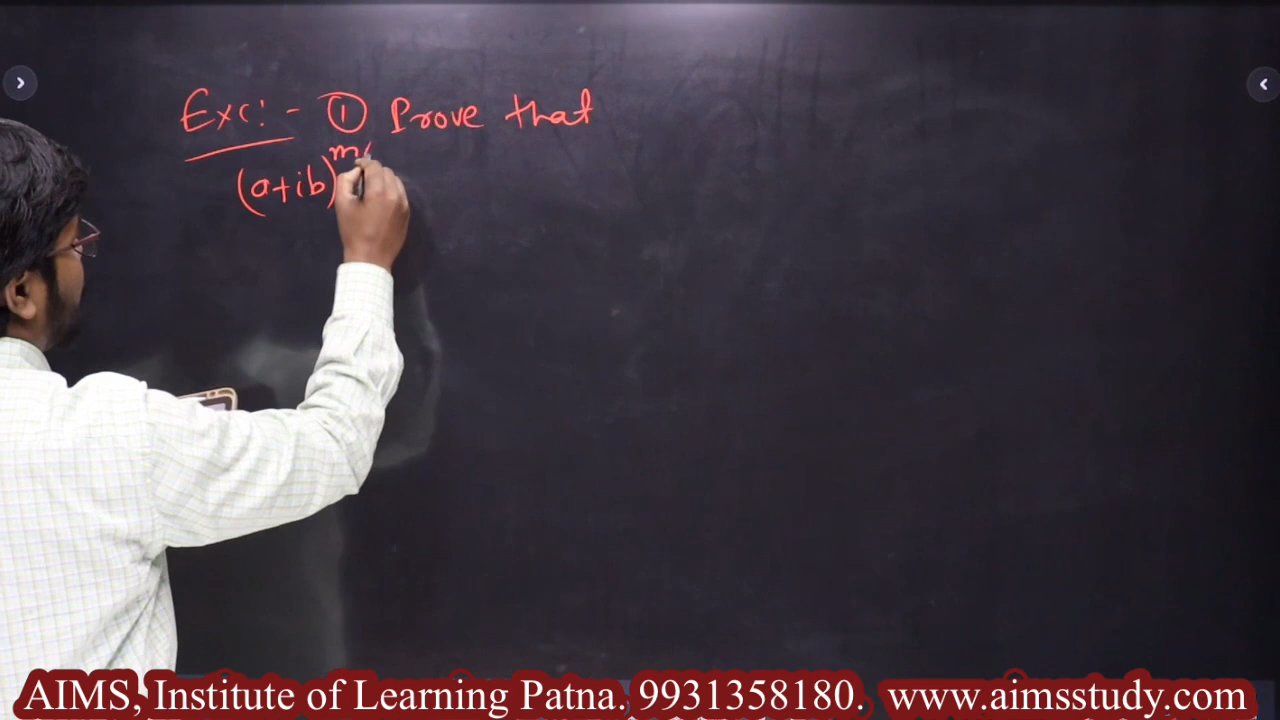 Exc:- ① Prove that
(a+ib)^m
AIMS, Institute of Learning Patna. 9931358180. www.aimsstudy.com